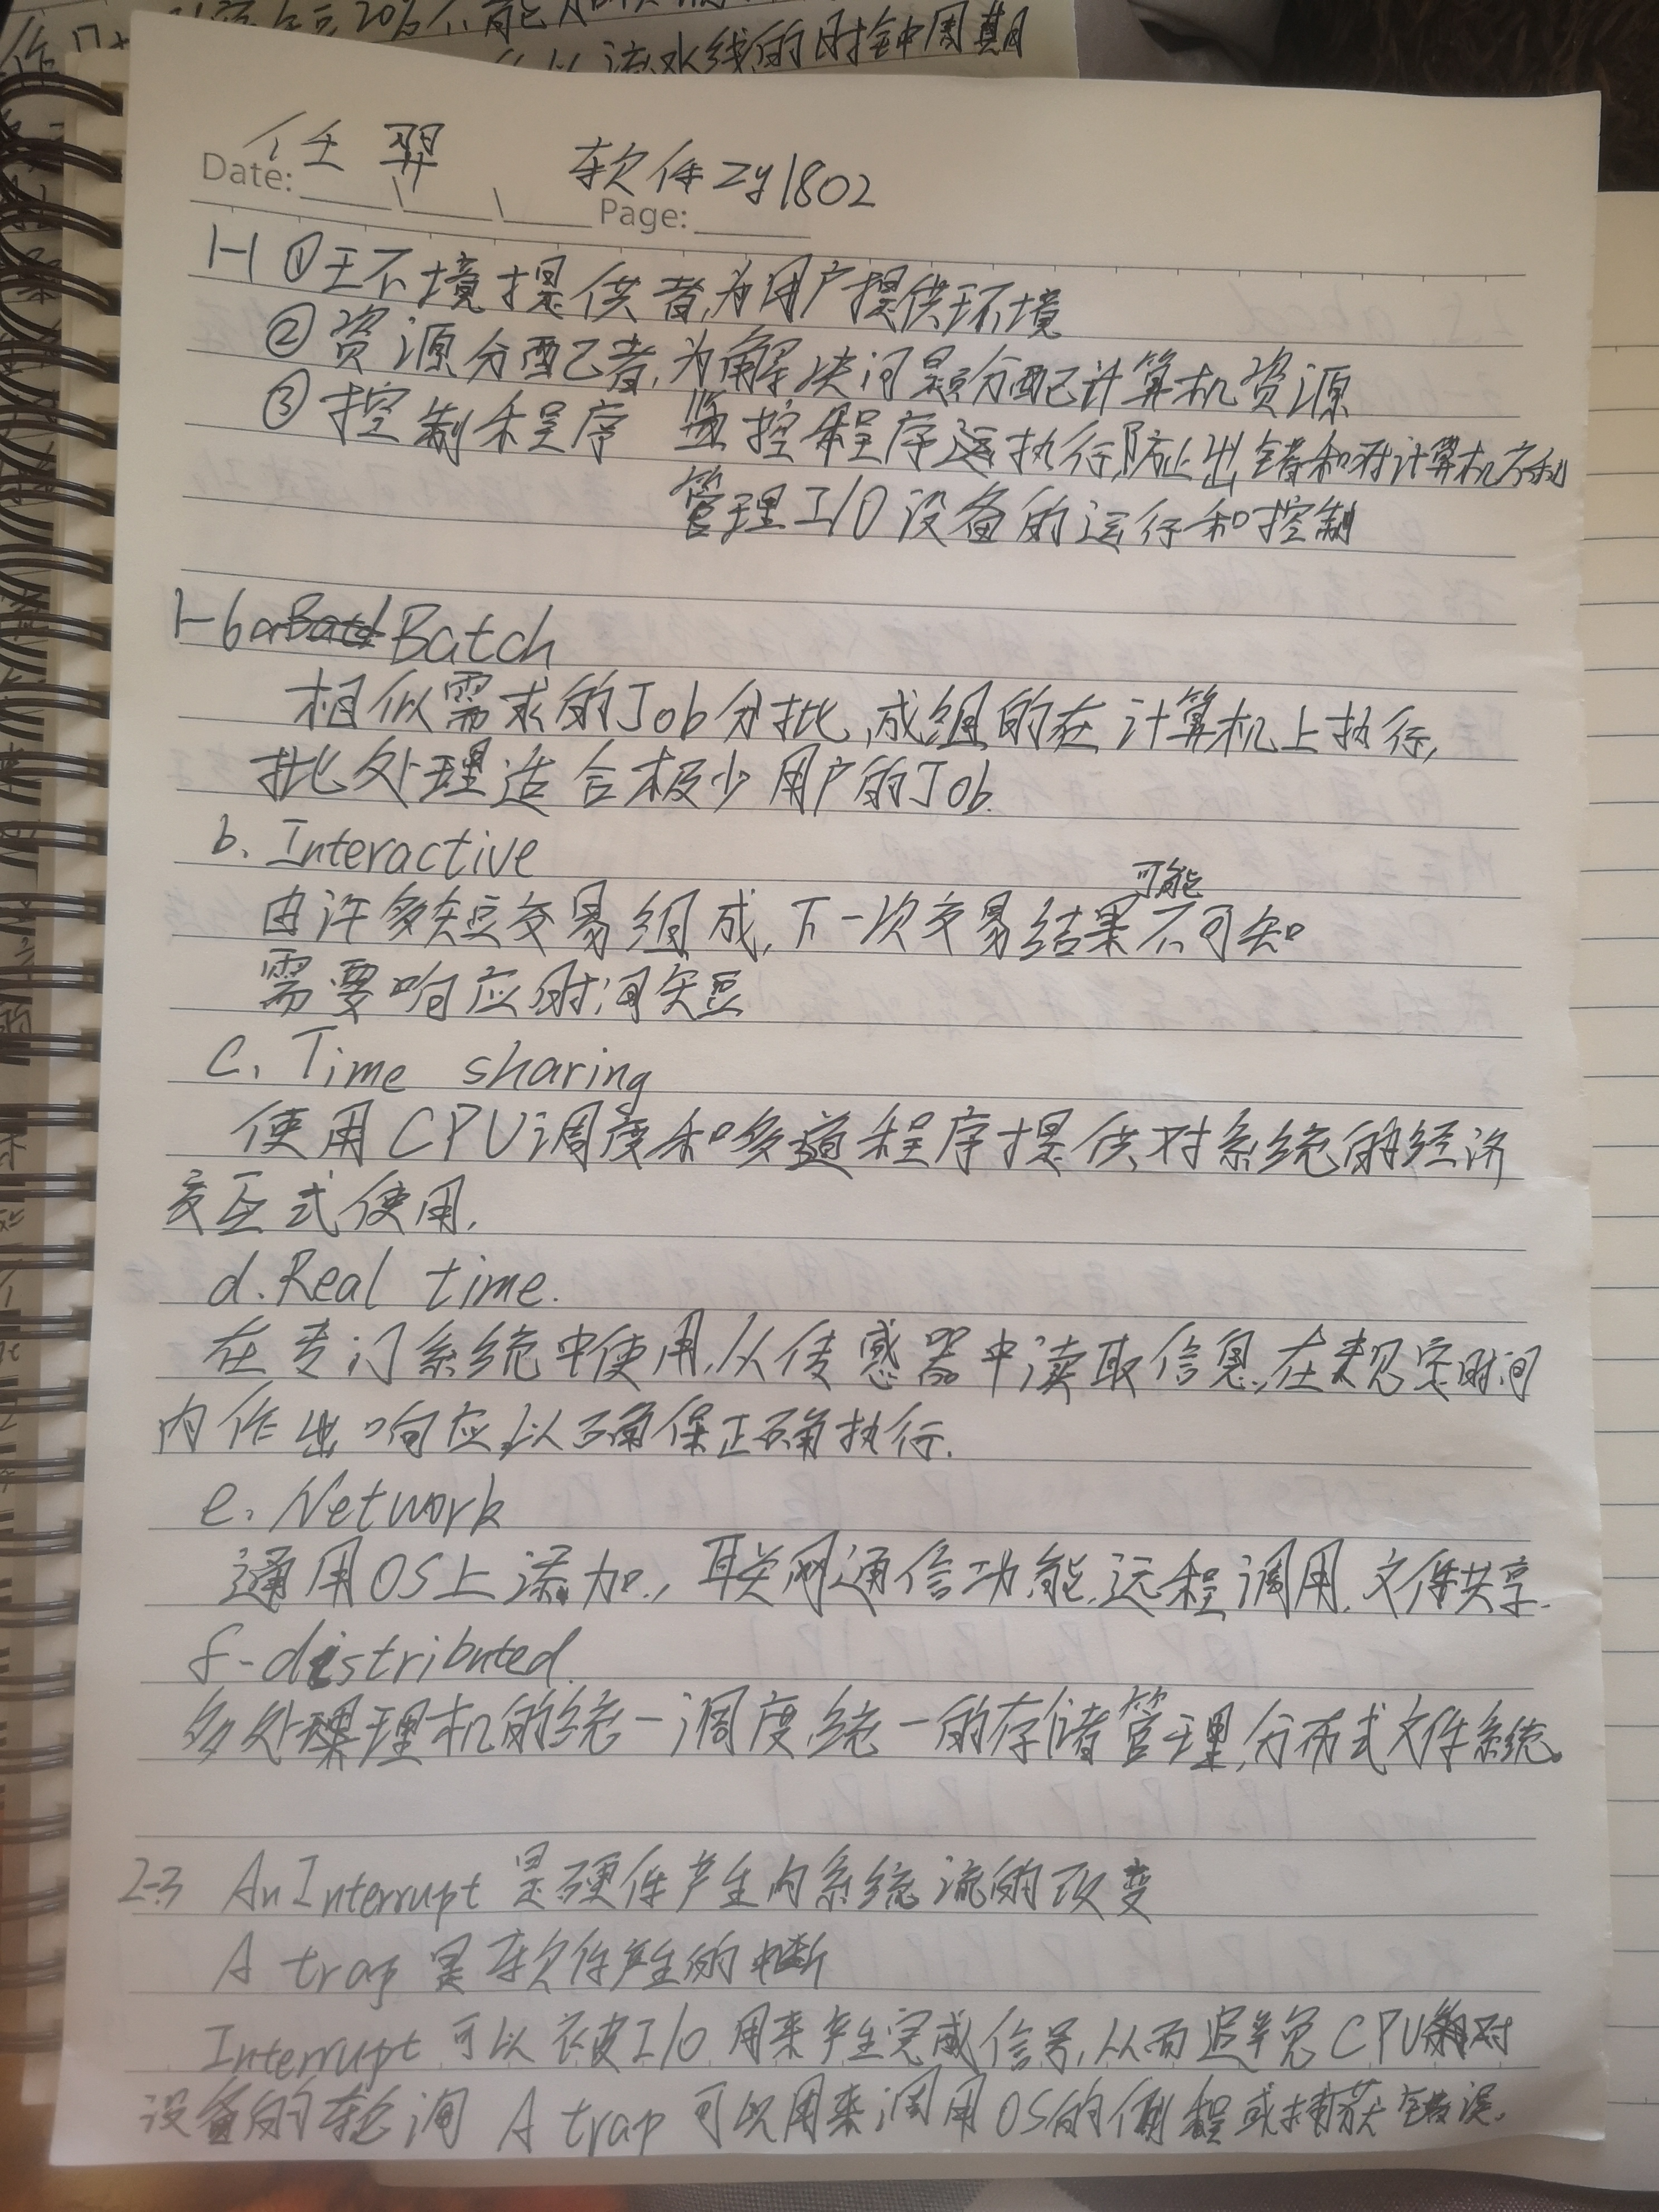 以流水线的时钟周期
任羿 软件zy1802
Date:
Page:
1-1 ①环境提供者,为用户提供环境
②资源分配者,为解决问题分配计算机资源
③控制程序 监控程序执行,防止出错和对计算机不利
管理I/O设备的运行和控制
1-6 a Batch
相似需求的Job分批,成组的在计算机上执行,
批处理适合极少用户的Job.
b. Interactive
由许多短交易组成,下一次交易结果可能不可知
需要响应时间短
c. Time sharing
使用CPU调度和多道程序提供对系统的经济
交互式使用.
d. Real time.
在专门系统中使用,从传感器中读取信息,在规定时间
内作出响应,以确保正确执行.
e. Network
通用OS上添加,联网通信功能,远程调用,文件共享.
f-distributed.
多处理机的统一调度,统一的存储管理,分布式文件系统。
2-3 An Interrupt 是硬件产生内系统流的改变
A trap 是软件产生的中断
Interrupt 可以被I/O用来产生完成信号,从而避免CPU对
设备的轮询 A trap 可以用来调用OS的例程或捕获错误.